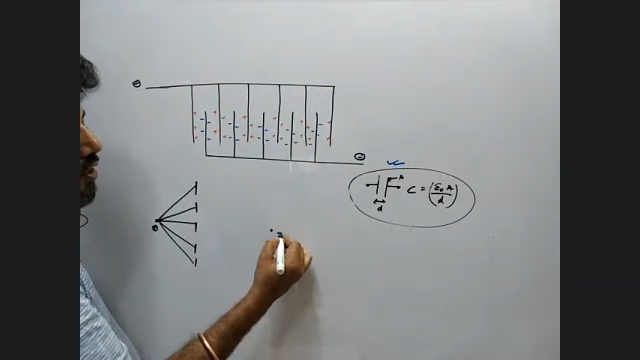 A
C = (ε₀A/d)
d